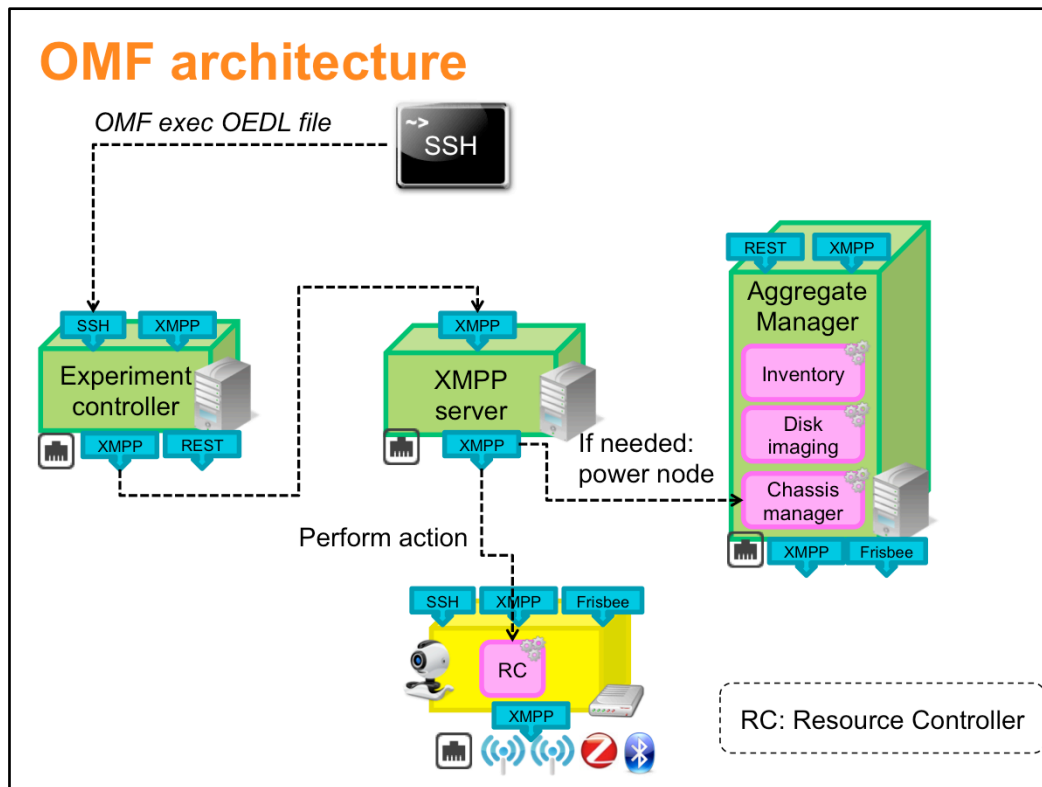 OMF architecture
OMF exec OEDL file
~>
SSH
REST
XMPP
Aggregate
Manager
Inventory
Disk
imaging
Chassis
manager
XMPP
Frisbee
SSH
XMPP
Experiment
controller
XMPP
REST
XMPP
XMPP
server
XMPP
If needed:
power node
Perform action
SSH
XMPP
Frisbee
RC
XMPP
RC: Resource Controller